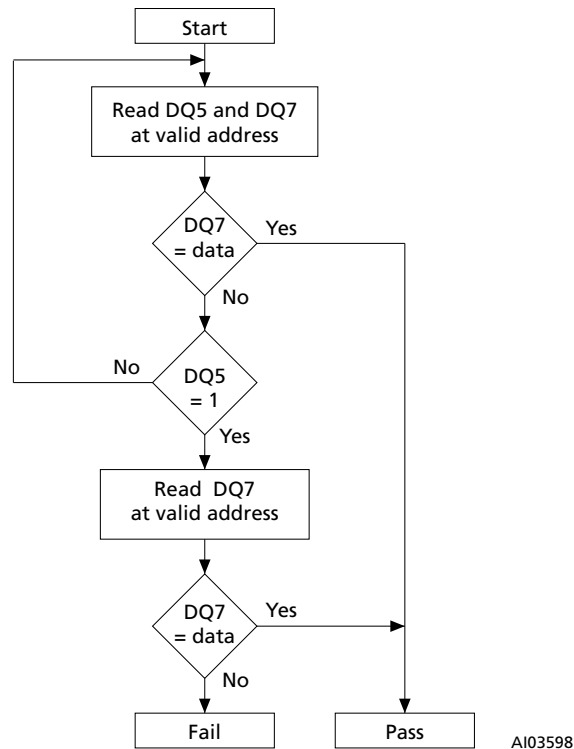 Start
Read DQ5 and DQ7
at valid address
DQ7
= data
Yes
No
No
DQ5
= 1
Yes
Read DQ7
at valid address
DQ7
= data
Yes
No
Fail
Pass
AI03598